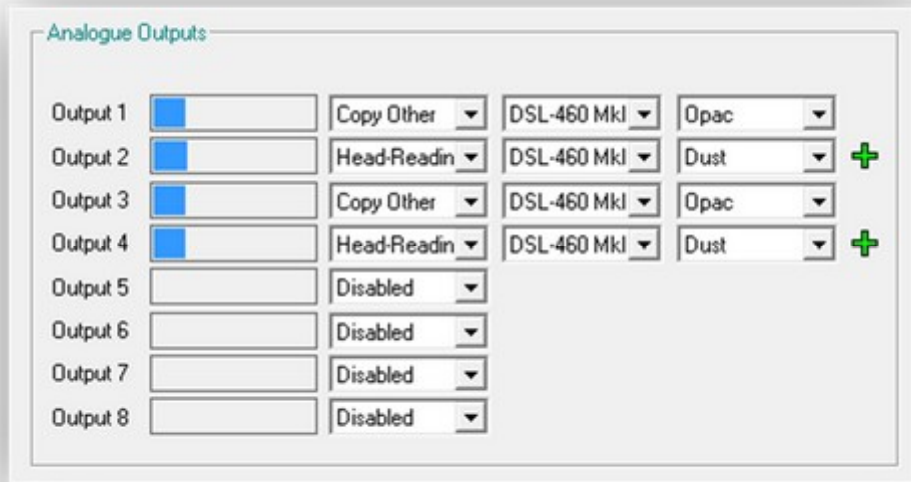 Analogue Outputs
Output 1 Copy Other DSL-460 MkI Opac
Output 2 Head-Readin DSL-460 MkI Dust
Output 3 Copy Other DSL-460 MkI Opac
Output 4 Head-Readin DSL-460 MkI Dust
Output 5 Disabled
Output 6 Disabled
Output 7 Disabled
Output 8 Disabled